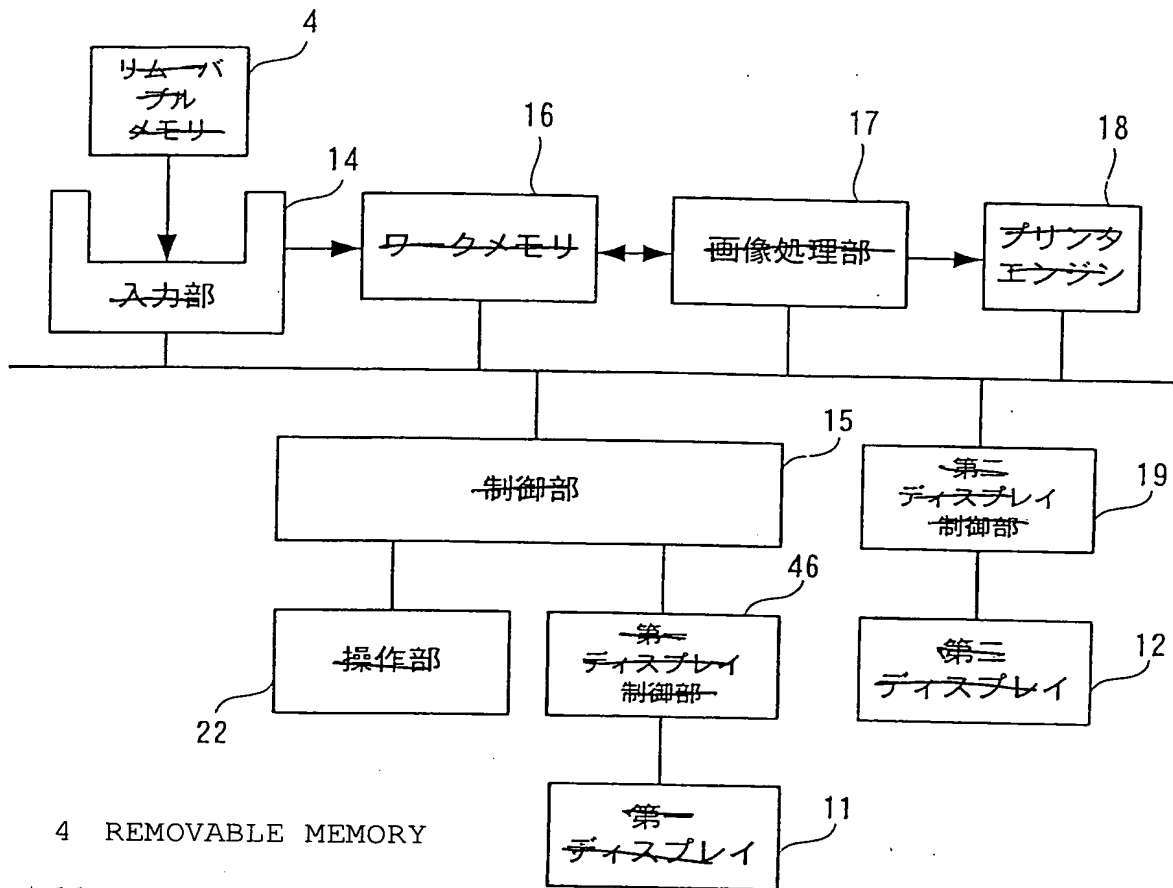 4
リムーバ
ブル
メモリ
14
入力部
16
ワークメモリ
17
画像処理部
18
プリンタ
エンジン
15
制御部
第二
ディスプレイ
制御部
19
操作部
22
46
第一
ディスプレイ
制御部
第二
ディスプレイ
12
第一
ディスプレイ
11
4 REMOVABLE MEMORY